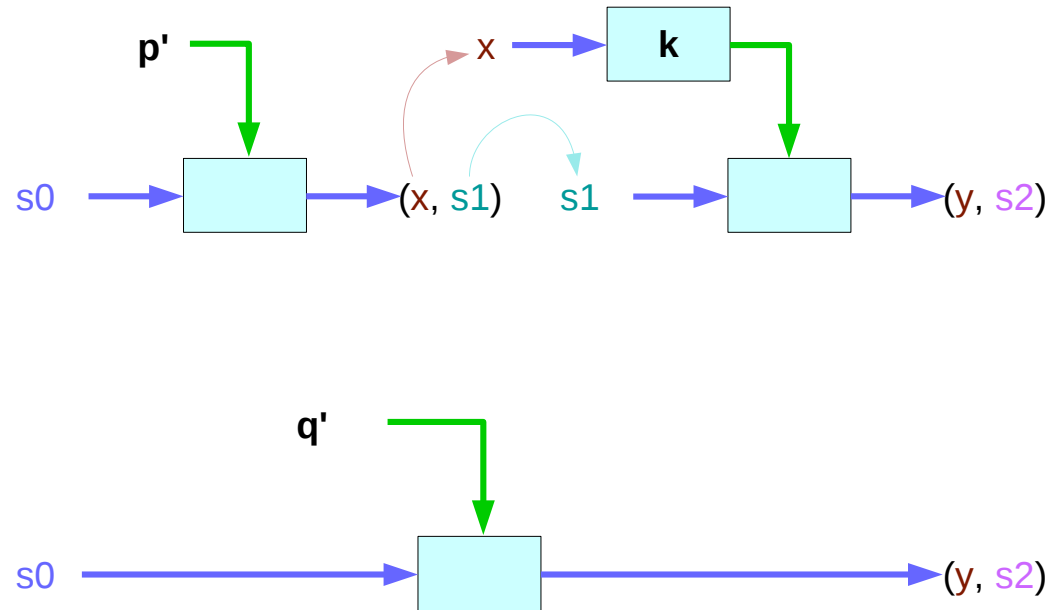 p' x k
s0 (x, s1) s1 (y, s2)
q'
s0 (y, s2)